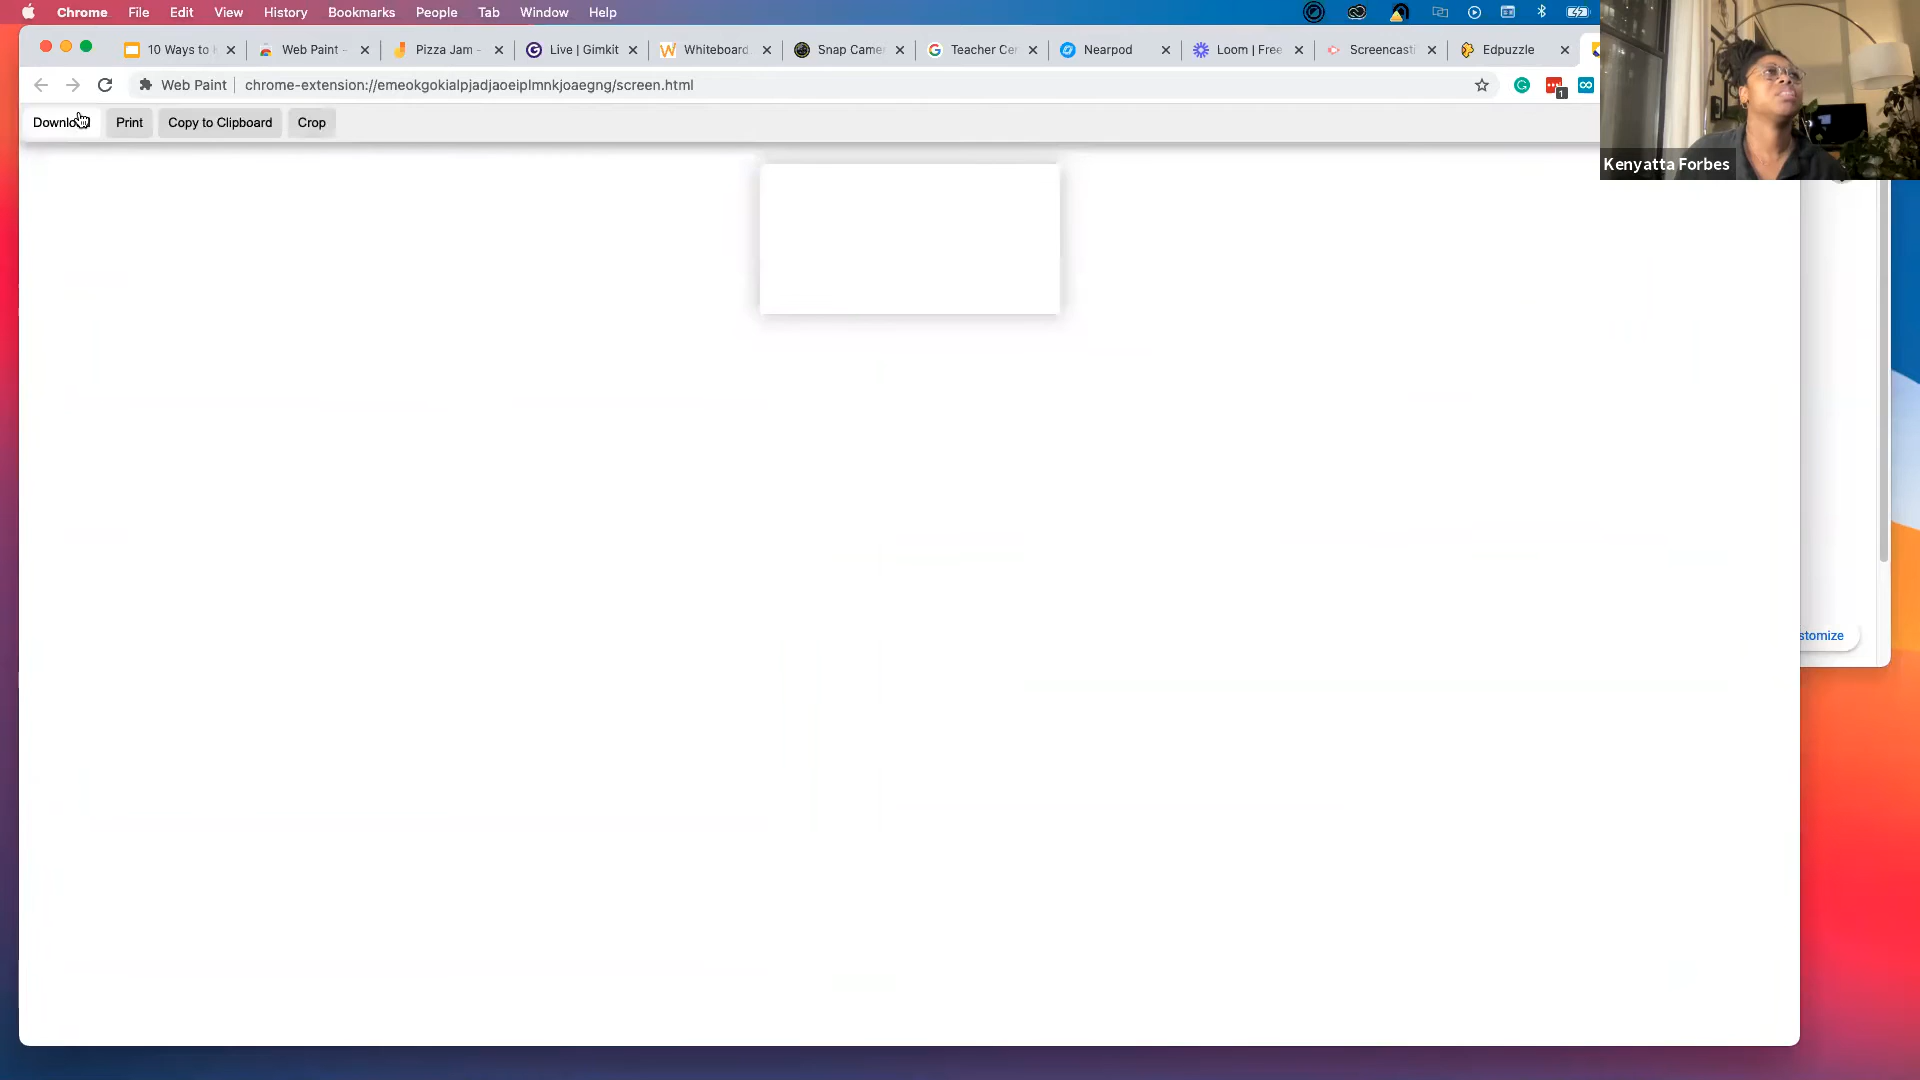 Chrome File Edit View History Bookmarks People Tab Window Help
10 Ways to Web Paint - Pizza Jam - Live | Gimkit Whiteboard. Snap Camer Teacher Cen Nearpod Loom | Free Screencasti Edpuzzle
Web Paint chrome-extension://emeokgokialpjadjaoeiplmnkjoaegng/screen.html
1
Print Copy to Clipboard Crop
Kenyatta Forbes
stomize